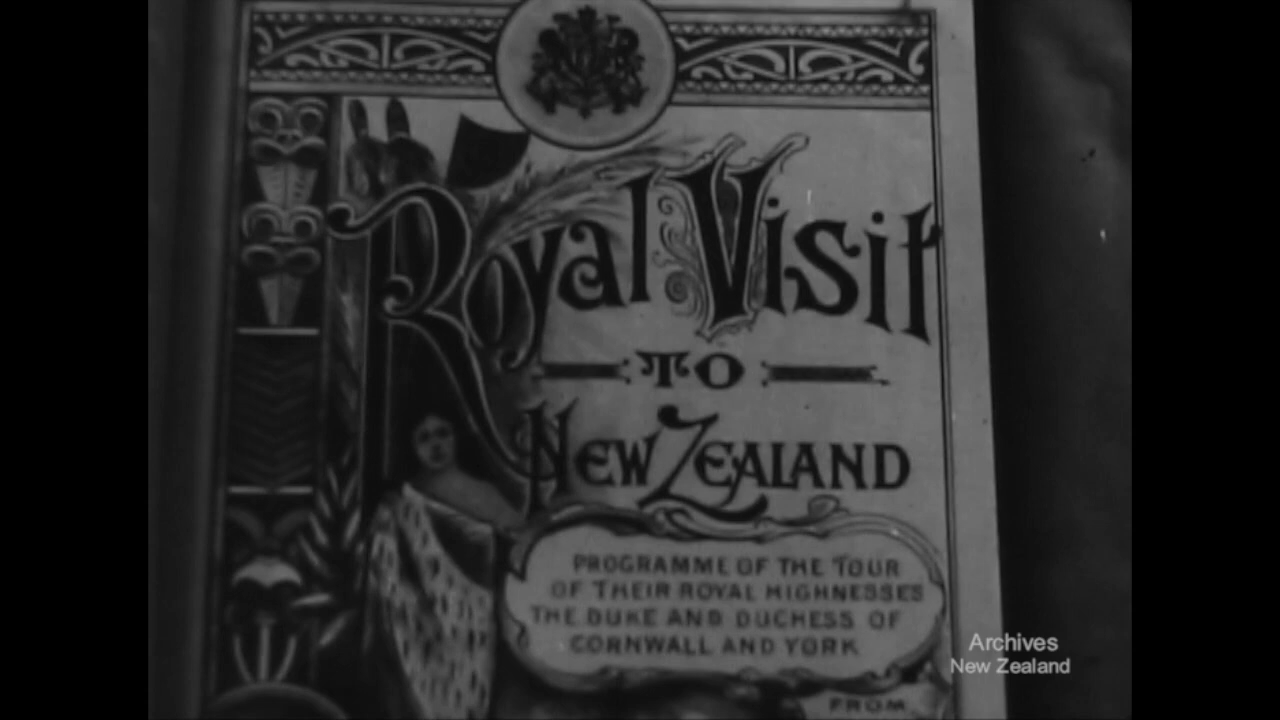 Royal Visit
TO
NEW ZEALAND
PROGRAMME OF THE TOUR
OF THEIR ROYAL HIGHNESSES
THE DUKE AND DUCHESS OF
CORNWALL AND YORK
FROM
Archives
New Zealand